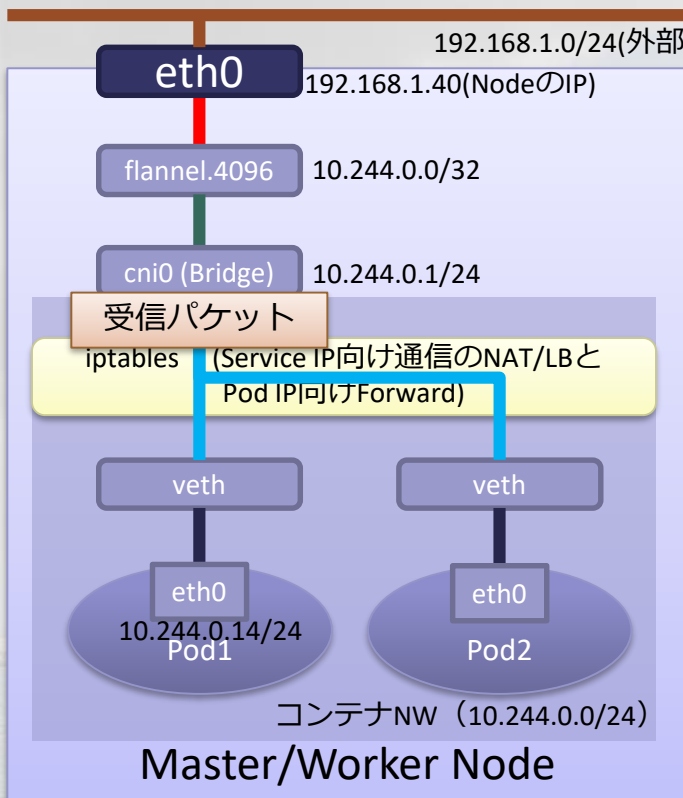 192.168.1.0/24(外部
eth0
192.168.1.40(NodeのIP)
flannel.4096
10.244.0.0/32
cni0 (Bridge)
10.244.0.1/24
受信パケット
iptables (Service IP向け通信のNAT/LBと
Pod IP向けForward)
veth
veth
eth0
eth0
10.244.0.14/24
Pod1
Pod2
コンテナNW（10.244.0.0/24）
Master/Worker Node